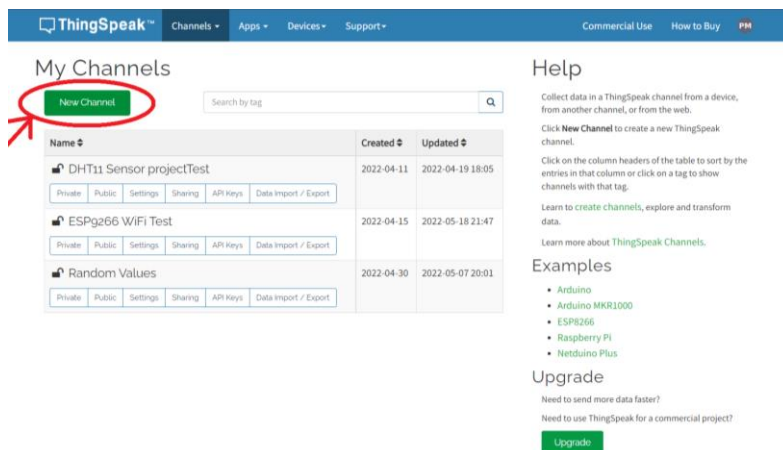 ThingSpeak™ Channels Apps Devices Support Commercial Use How to Buy PM
My Channels
New Channel
Search by tag
Name Created Updated
DHT11 Sensor projectTest 2022-04-11 2022-04-19 18:05
Private Public Settings Sharing API Keys Data Import / Export
ESP9266 WiFi Test 2022-04-15 2022-05-18 21:47
Private Public Settings Sharing API Keys Data Import / Export
Random Values 2022-04-30 2022-05-07 20:01
Private Public Settings Sharing API Keys Data Import / Export
Help
Collect data in a ThingSpeak channel from a device,
from another channel, or from the web.
Click New Channel to create a new ThingSpeak
channel.
Click on the column headers of the table to sort by the
entries in that column or click on a tag to show
channels with that tag.
Learn to create channels, explore and transform
data.
Learn more about ThingSpeak Channels.
Examples
Arduino
Arduino MKR1000
ESP8266
Raspberry Pi
Netduino Plus
Upgrade
Need to send more data faster?
Need to use ThingSpeak for a commercial project?
Upgrade